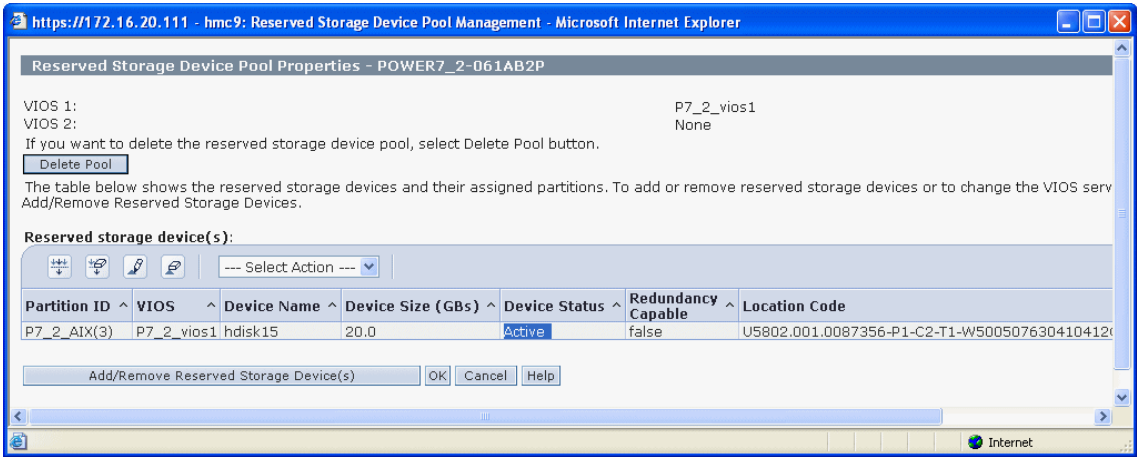 https://172.16.20.111 - hmc9: Reserved Storage Device Pool Management - Microsoft Internet Explorer
Reserved Storage Device Pool Properties - POWER7_2-061AB2P
VIOS 1: P7_2_vios1
VIOS 2: None
If you want to delete the reserved storage device pool, select Delete Pool button.
Delete Pool
The table below shows the reserved storage devices and their assigned partitions. To add or remove reserved storage devices or to change the VIOS serv
Add/Remove Reserved Storage Devices.
Reserved storage device(s):
--- Select Action ---
Partition ID ^ VIOS ^ Device Name ^ Device Size (GBs) ^ Device Status ^ Redundancy Capable ^ Location Code
P7_2_AIX(3) P7_2_vios1 hdisk15 20.0 Active false U5802.001.0087356-P1-C2-T1-W500507630410412
Add/Remove Reserved Storage Device(s) OK Cancel Help
Internet